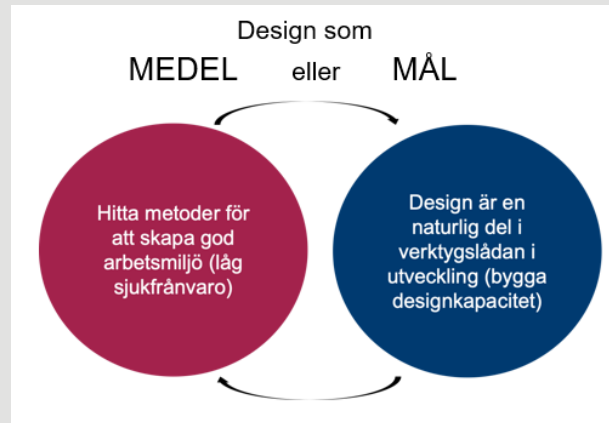 Design som
MEDEL eller MÅL
Hitta metoder för
att skapa god
arbetsmiljö (låg
sjukfrånvaro)
Design är en
naturlig del i
verktygslådan i
utveckling (bygga
designkapacitet)